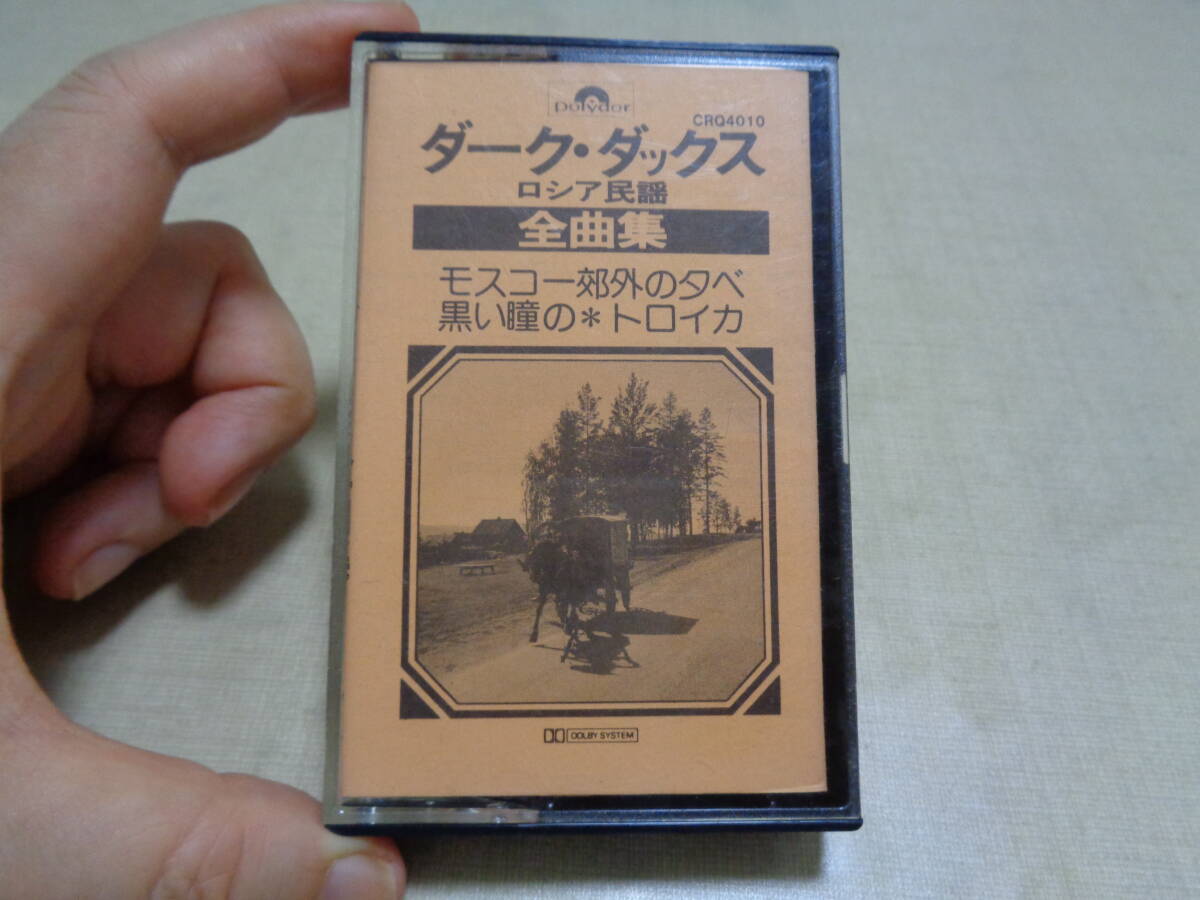 polydor
CRQ4010
ダーク・ダックス
ロシア民謡
全曲集
モスコー郊外の夕べ
黒い瞳の*トロイカ
DOLBY SYSTEM